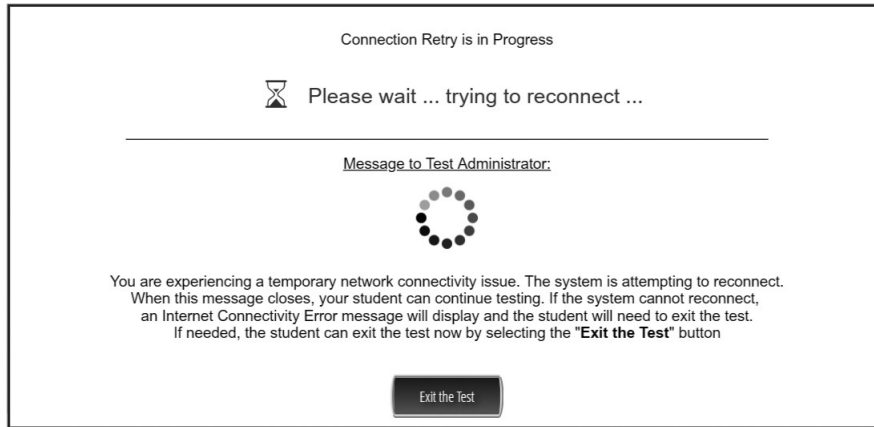 Connection Retry is in Progress
Please wait ... trying to reconnect ...
Message to Test Administrator:
You are experiencing a temporary network connectivity issue. The system is attempting to reconnect.
When this message closes, your student can continue testing. If the system cannot reconnect,
an Internet Connectivity Error message will display and the student will need to exit the test.
If needed, the student can exit the test now by selecting the "Exit the Test" button
Exit the Test